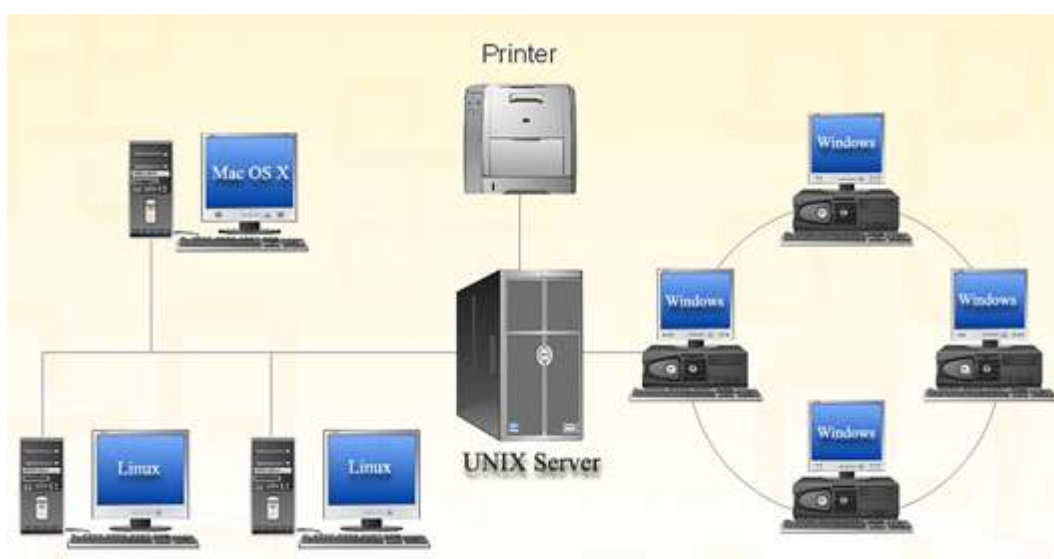 Printer
Mac OS X
Windows
Windows
Windows
Linux
Linux
UNIX Server
Windows